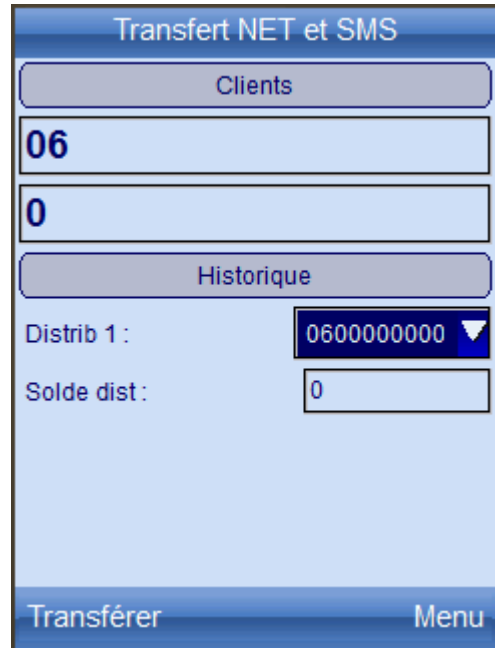 Transfert NET et SMS
Clients
06
0
Historique
Distrib 1 : 0600000000
Solde dist : 0
Transférer Menu